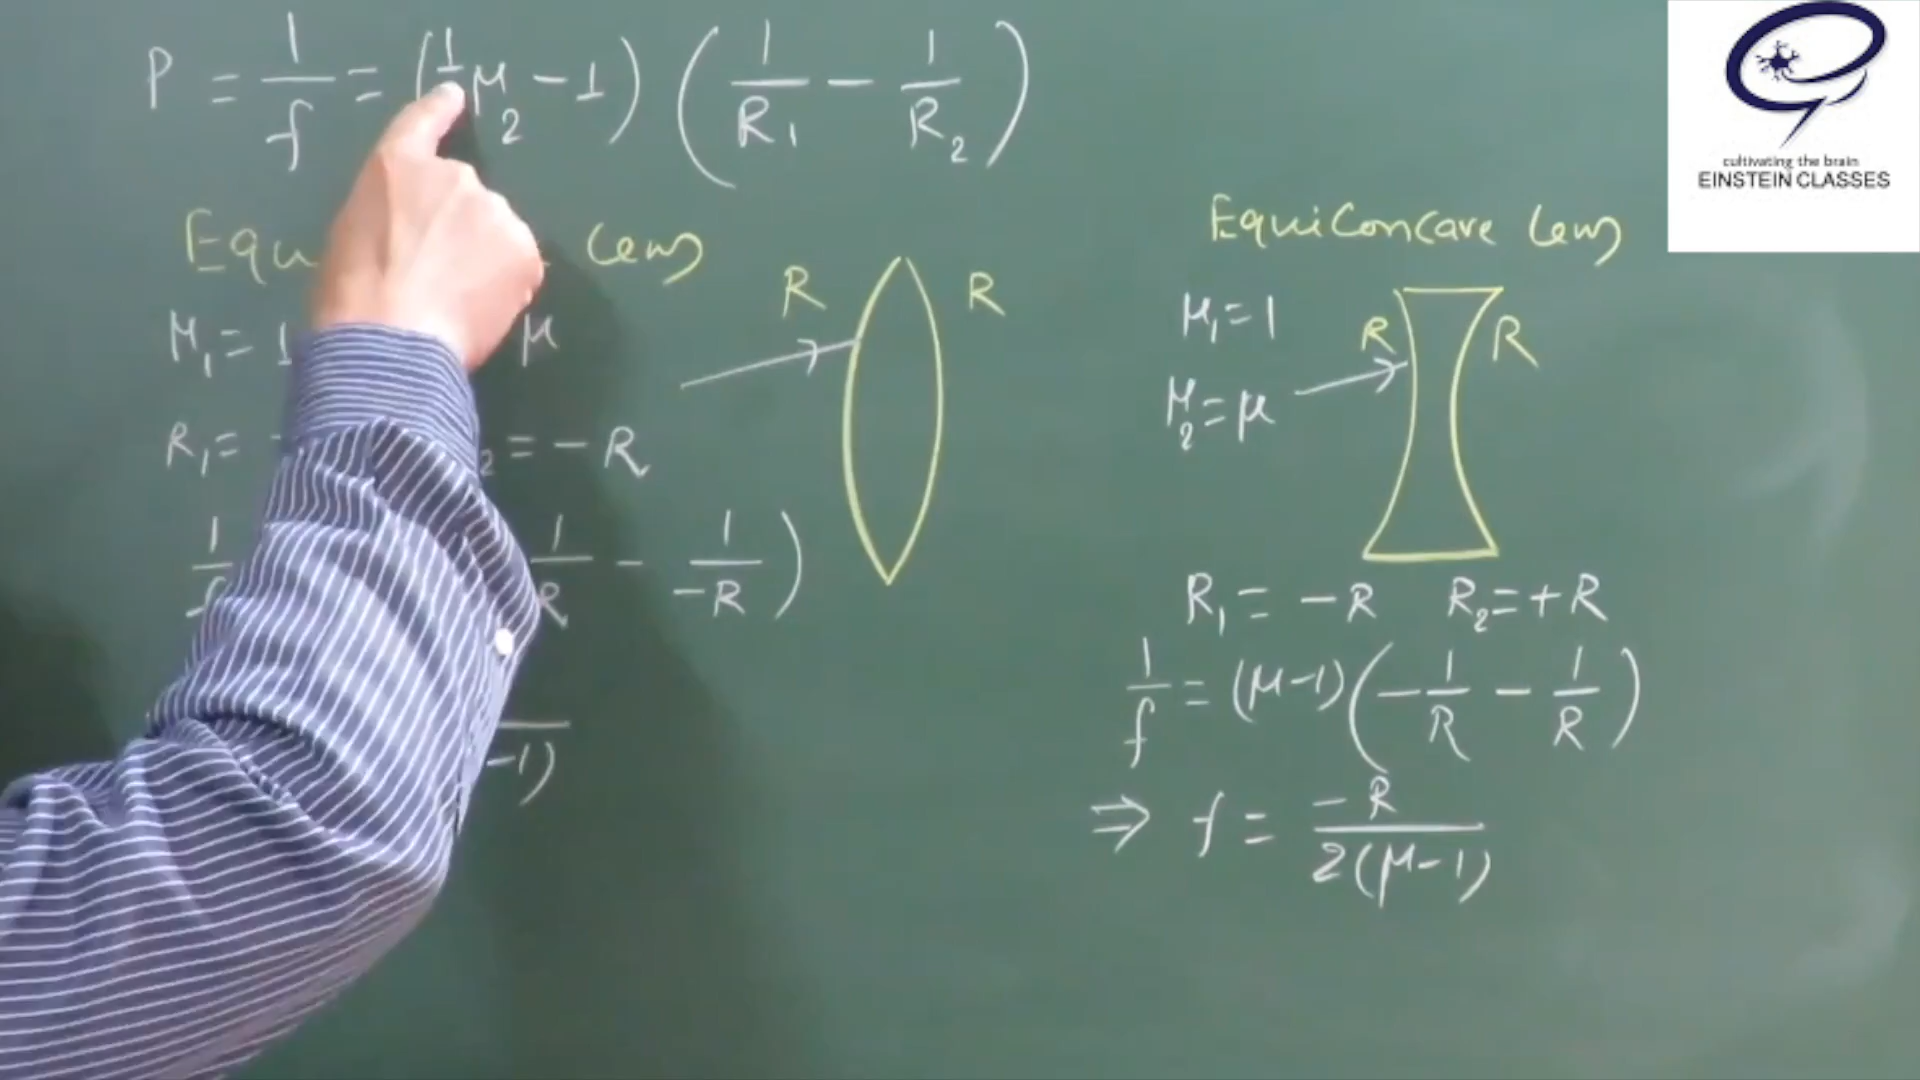 P = 1/f = (1μ2 - 1) (1/R1 - 1/R2)
lens
μ1 = 1 μ
R1 = 2 = - R
1/f 1/R - 1/-R)
-1)
R R
EquiConcave lens
μ1 = 1
R R
μ2 = μ
R1 = - R R2 = + R
1/f = (μ-1) (- 1/R - 1/R)
⇒ f = -R/2(μ-1)
cultivating the brain
EINSTEIN CLASSES